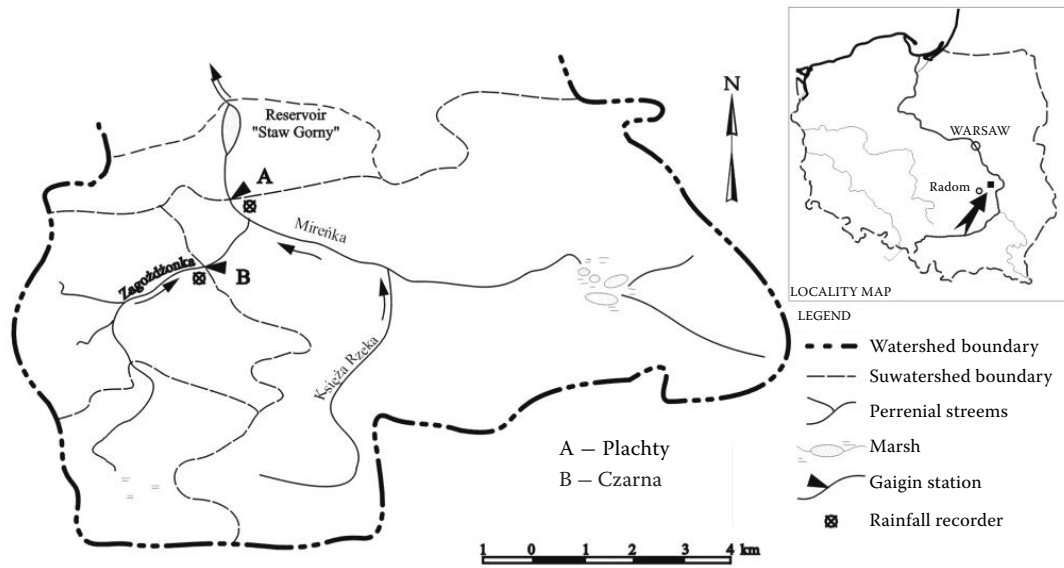 Reservoir
"Staw Gorny"
A
N
WARSAW
Radom
LOCALITY MAP
Mireńka
Zagożdżonka
B
Księża Rzeka
A – Plachty
B – Czarna
1 0 1 2 3 4 km
LEGEND
Watershed boundary
Suwatershed boundary
Perrenial streems
Marsh
Gaigin station
Rainfall recorder